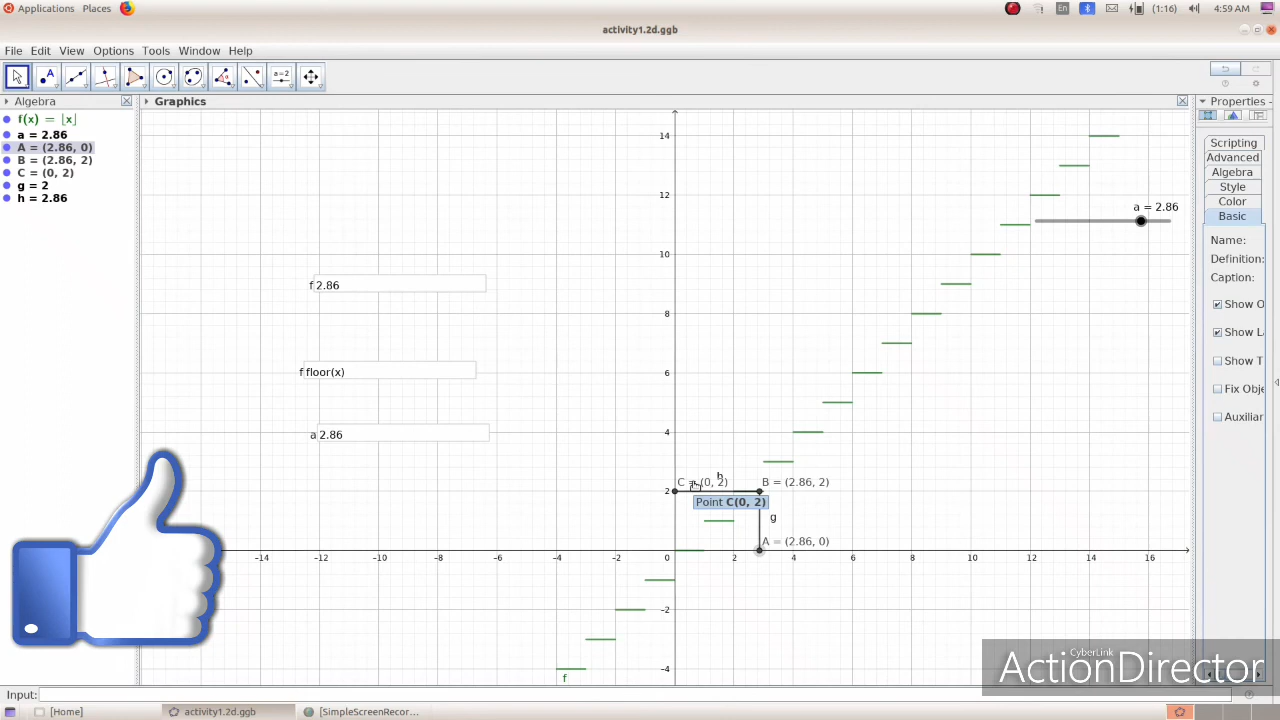 Applications Places En (1:16) 4:59 AM
activity1.2d.ggb
File Edit View Options Tools Window Help
A a=2
Algebra Graphics Properties -
f(x) = ⌊x⌋
a = 2.86
A = (2.86, 0)
B = (2.86, 2)
C = (0, 2)
g = 2
h = 2.86
14
12
10
8
6
4
2
0
-2
-4
-14 -12 -10 -8 -6 -4 -2 2 4 6 8 10 12 14 16
a = 2.86
f 2.86
f floor(x)
a 2.86
h
C = (0, 2) B = (2.86, 2)
Point C(0, 2)
g
A = (2.86, 0)
f
Scripting
Advanced
Algebra
Style
Color
Basic
Name:
Definition:
Caption:
Show O
Show La
Show T
Fix Obje
Auxiliar
CyberLink
ActionDirector
Input:
[Home] activity1.2d.ggb [SimpleScreenRecor...